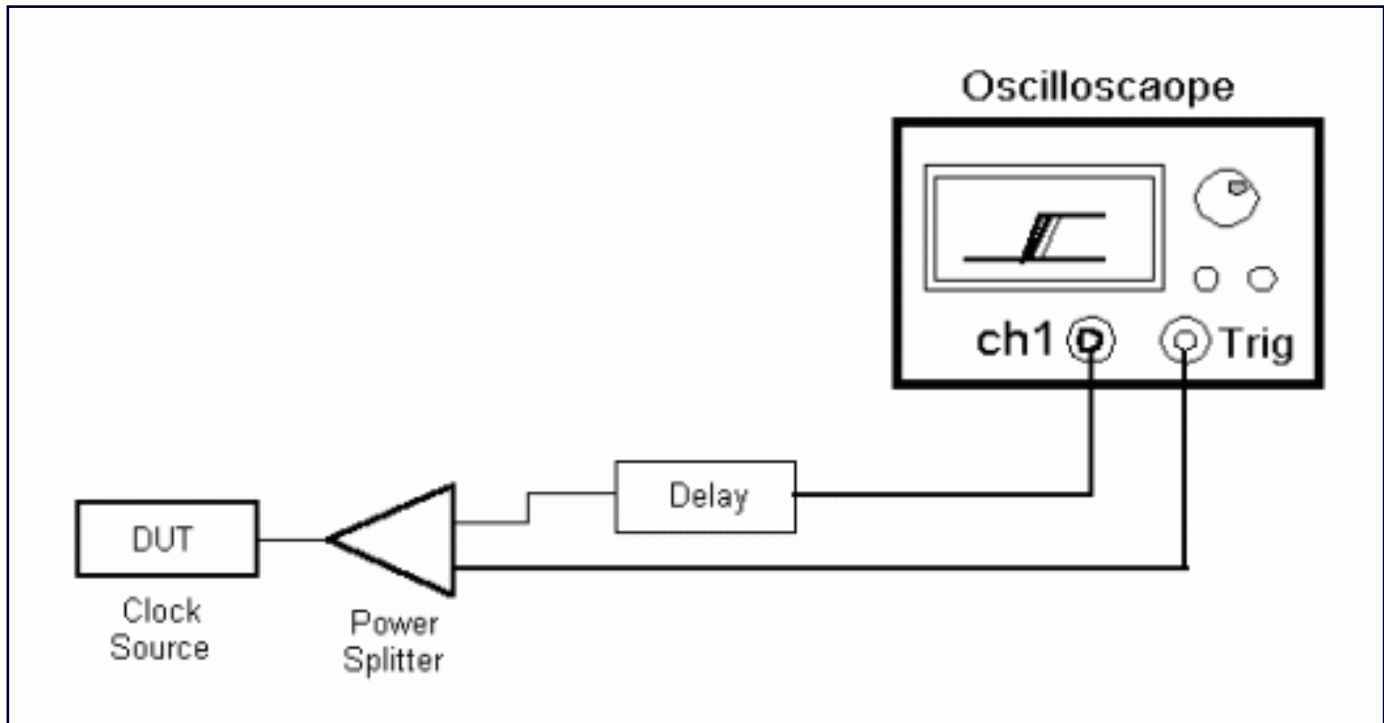 Oscilloscaope
ch1
Trig
Delay
DUT
Clock
Source
Power
Splitter